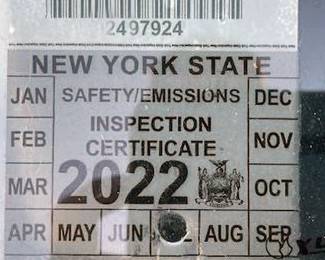 2497924
NEW YORK STATE
JAN SAFETY/EMISSIONS DEC
FEB INSPECTION NOV
CERTIFICATE
MAR 2022 OCT
APR MAY JUN AUG SEP